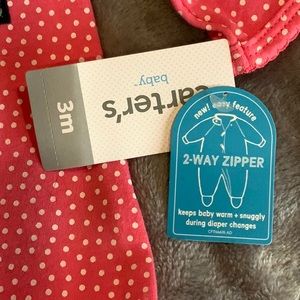 carter's
baby
3m
new! easy feature
2-WAY ZIPPER
keeps baby warm + snuggly
during diaper changes